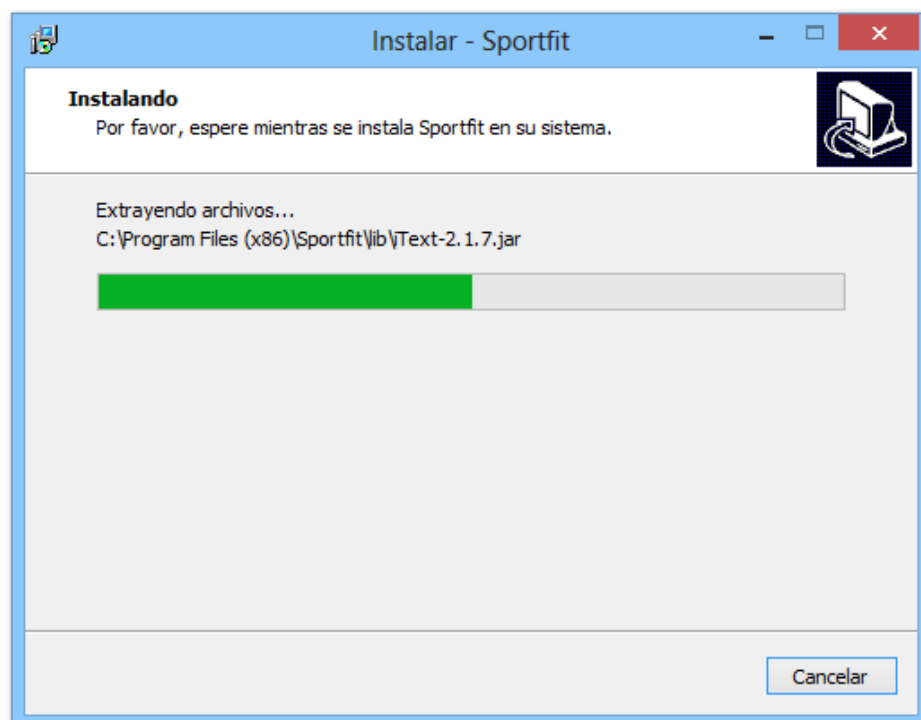 Instalar - Sportfit
Instalando
Por favor, espere mientras se instala Sportfit en su sistema.
Extrayendo archivos...
C:\Program Files (x86)\Sportfit\lib\iText-2.1.7.jar
Cancelar